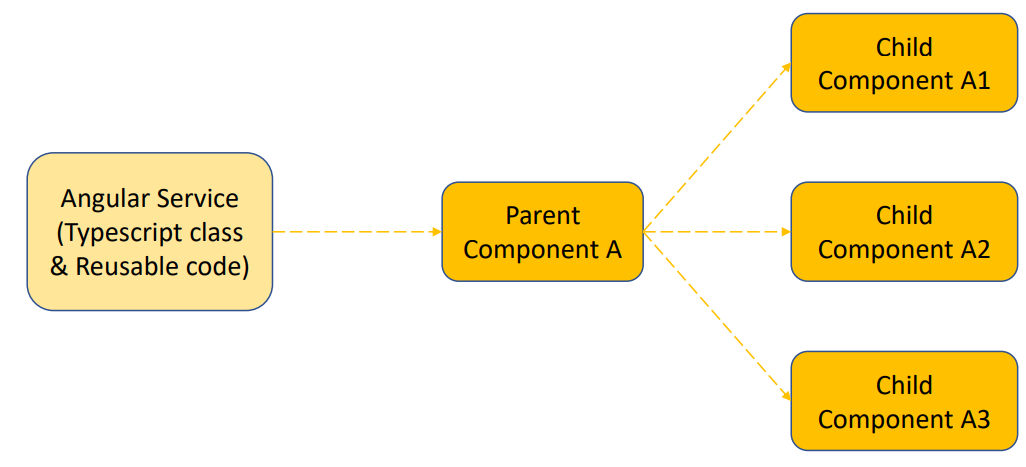 Child
Component A1
Angular Service
(Typescript class
& Reusable code)
Parent
Component A
Child
Component A2
Child
Component A3